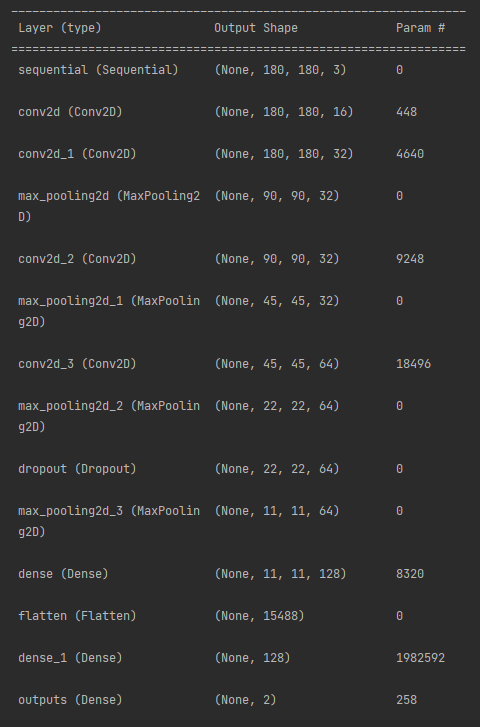 _________________________________________________________________
Layer (type) Output Shape Param #
=================================================================
sequential (Sequential) (None, 180, 180, 3) 0
conv2d (Conv2D) (None, 180, 180, 16) 448
conv2d_1 (Conv2D) (None, 180, 180, 32) 4640
max_pooling2d (MaxPooling2 (None, 90, 90, 32) 0
D)
conv2d_2 (Conv2D) (None, 90, 90, 32) 9248
max_pooling2d_1 (MaxPoolin (None, 45, 45, 32) 0
g2D)
conv2d_3 (Conv2D) (None, 45, 45, 64) 18496
max_pooling2d_2 (MaxPoolin (None, 22, 22, 64) 0
g2D)
dropout (Dropout) (None, 22, 22, 64) 0
max_pooling2d_3 (MaxPoolin (None, 11, 11, 64) 0
g2D)
dense (Dense) (None, 11, 11, 128) 8320
flatten (Flatten) (None, 15488) 0
dense_1 (Dense) (None, 128) 1982592
outputs (Dense) (None, 2) 258